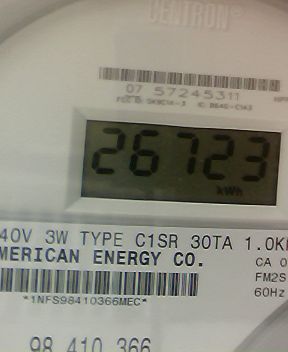 CENTRON®
07 57245311
26723
kWh
40V 3W TYPE C1SR 30TA 1.0K
MERICAN ENERGY CO.
CA 0
FM2S
*1NFS98410366MEC*
60Hz
98 410 366